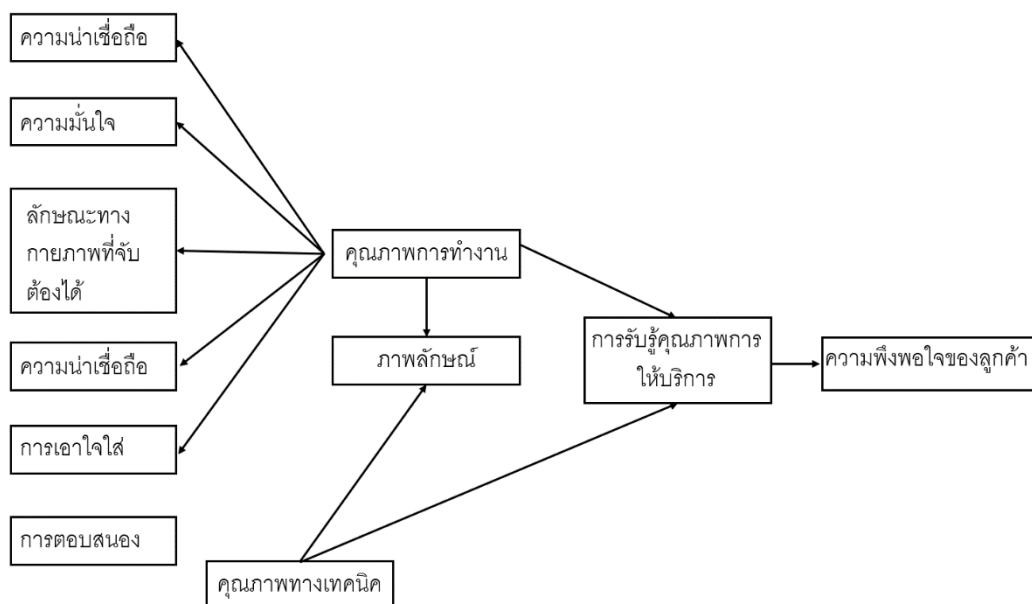 ความน่าเชื่อถือ
ความมั่นใจ
ลักษณะทาง
กายภาพที่จับ
ต้องได้
ความน่าเชื่อถือ
การเอาใจใส่
การตอบสนอง
คุณภาพการทำงาน
ภาพลักษณ์
คุณภาพทางเทคนิค
การรับรู้คุณภาพการ
ให้บริการ
ความพึงพอใจของลูกค้า